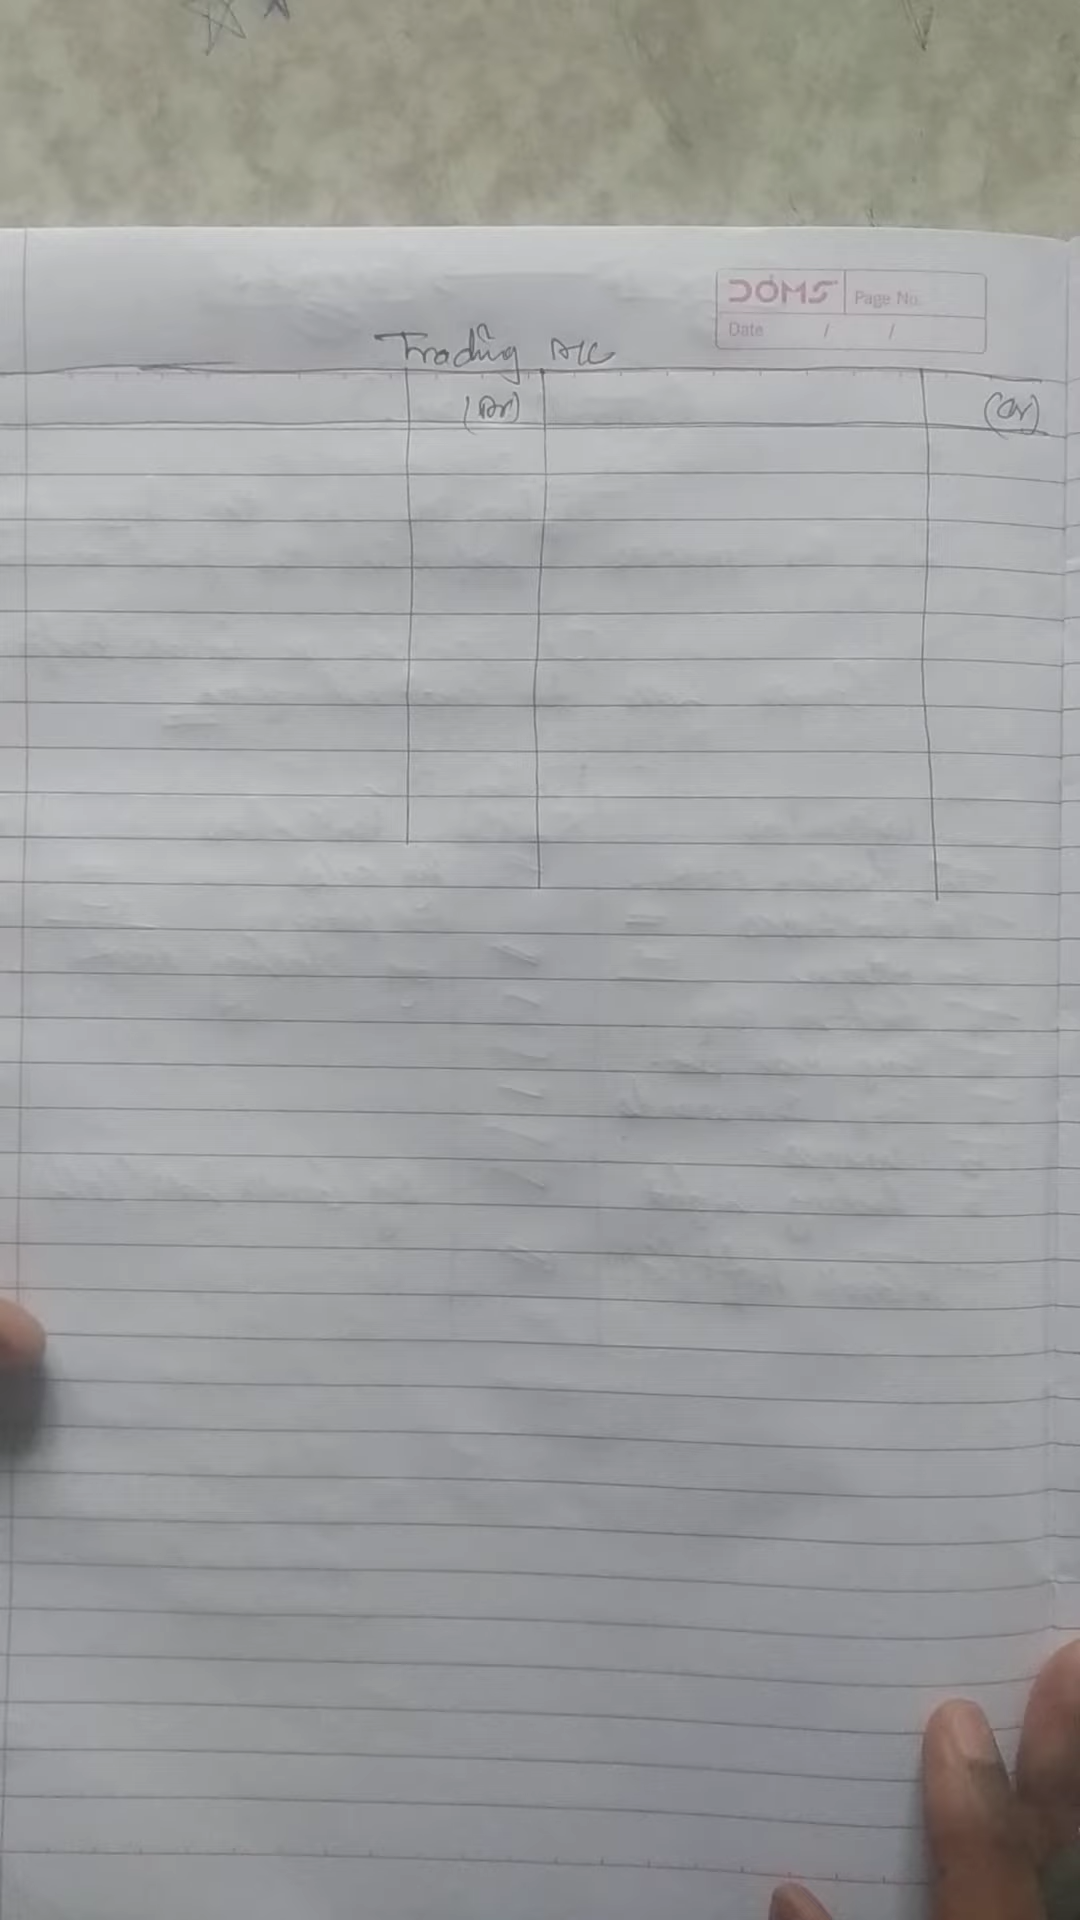 DOMS Page No.
Date / /
Trading A/C
(Dr) (Cr)